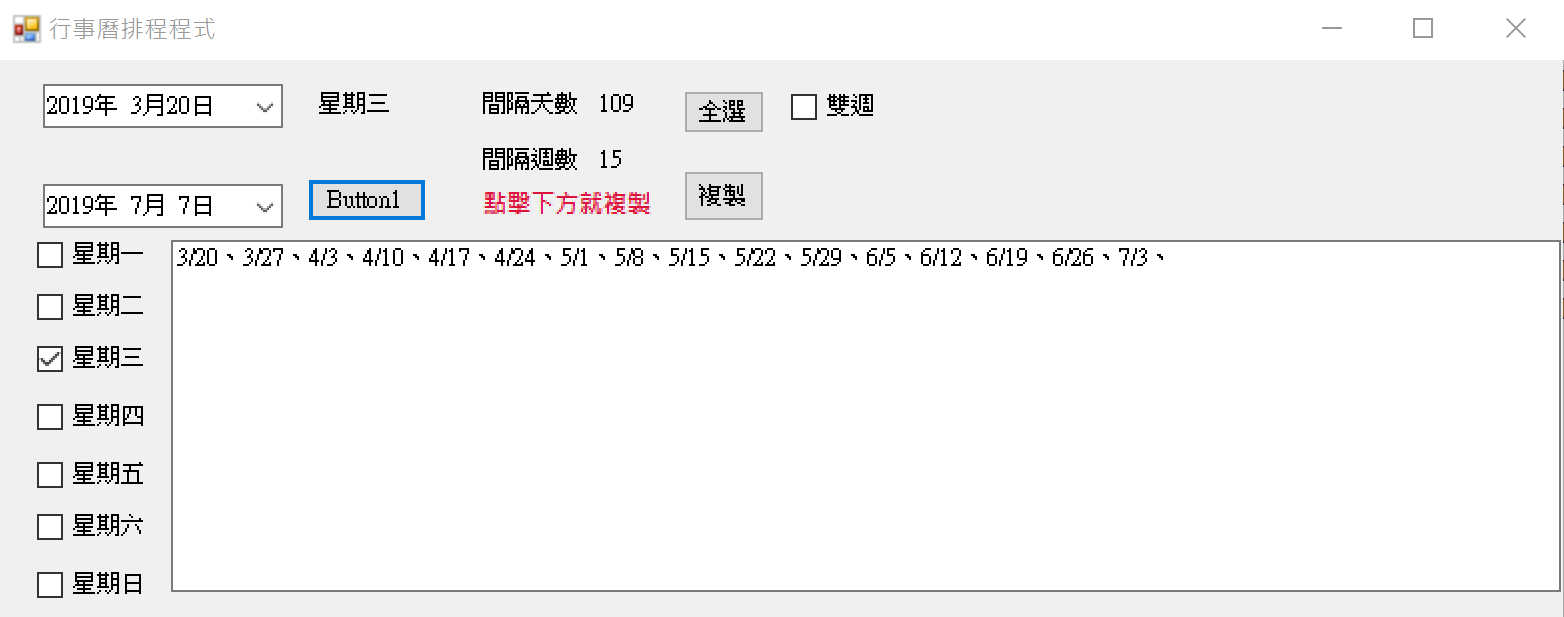 行事曆排程程式
2019年 3月20日 星期三 間隔天數 109 全選 雙週
間隔週數 15
2019年 7月 7日 Button1 點擊下方就複製 複製
星期一
3/20、3/27、4/3、4/10、4/17、4/24、5/1、5/8、5/15、5/22、5/29、6/5、6/12、6/19、6/26、7/3、
星期二
星期三
星期四
星期五
星期六
星期日